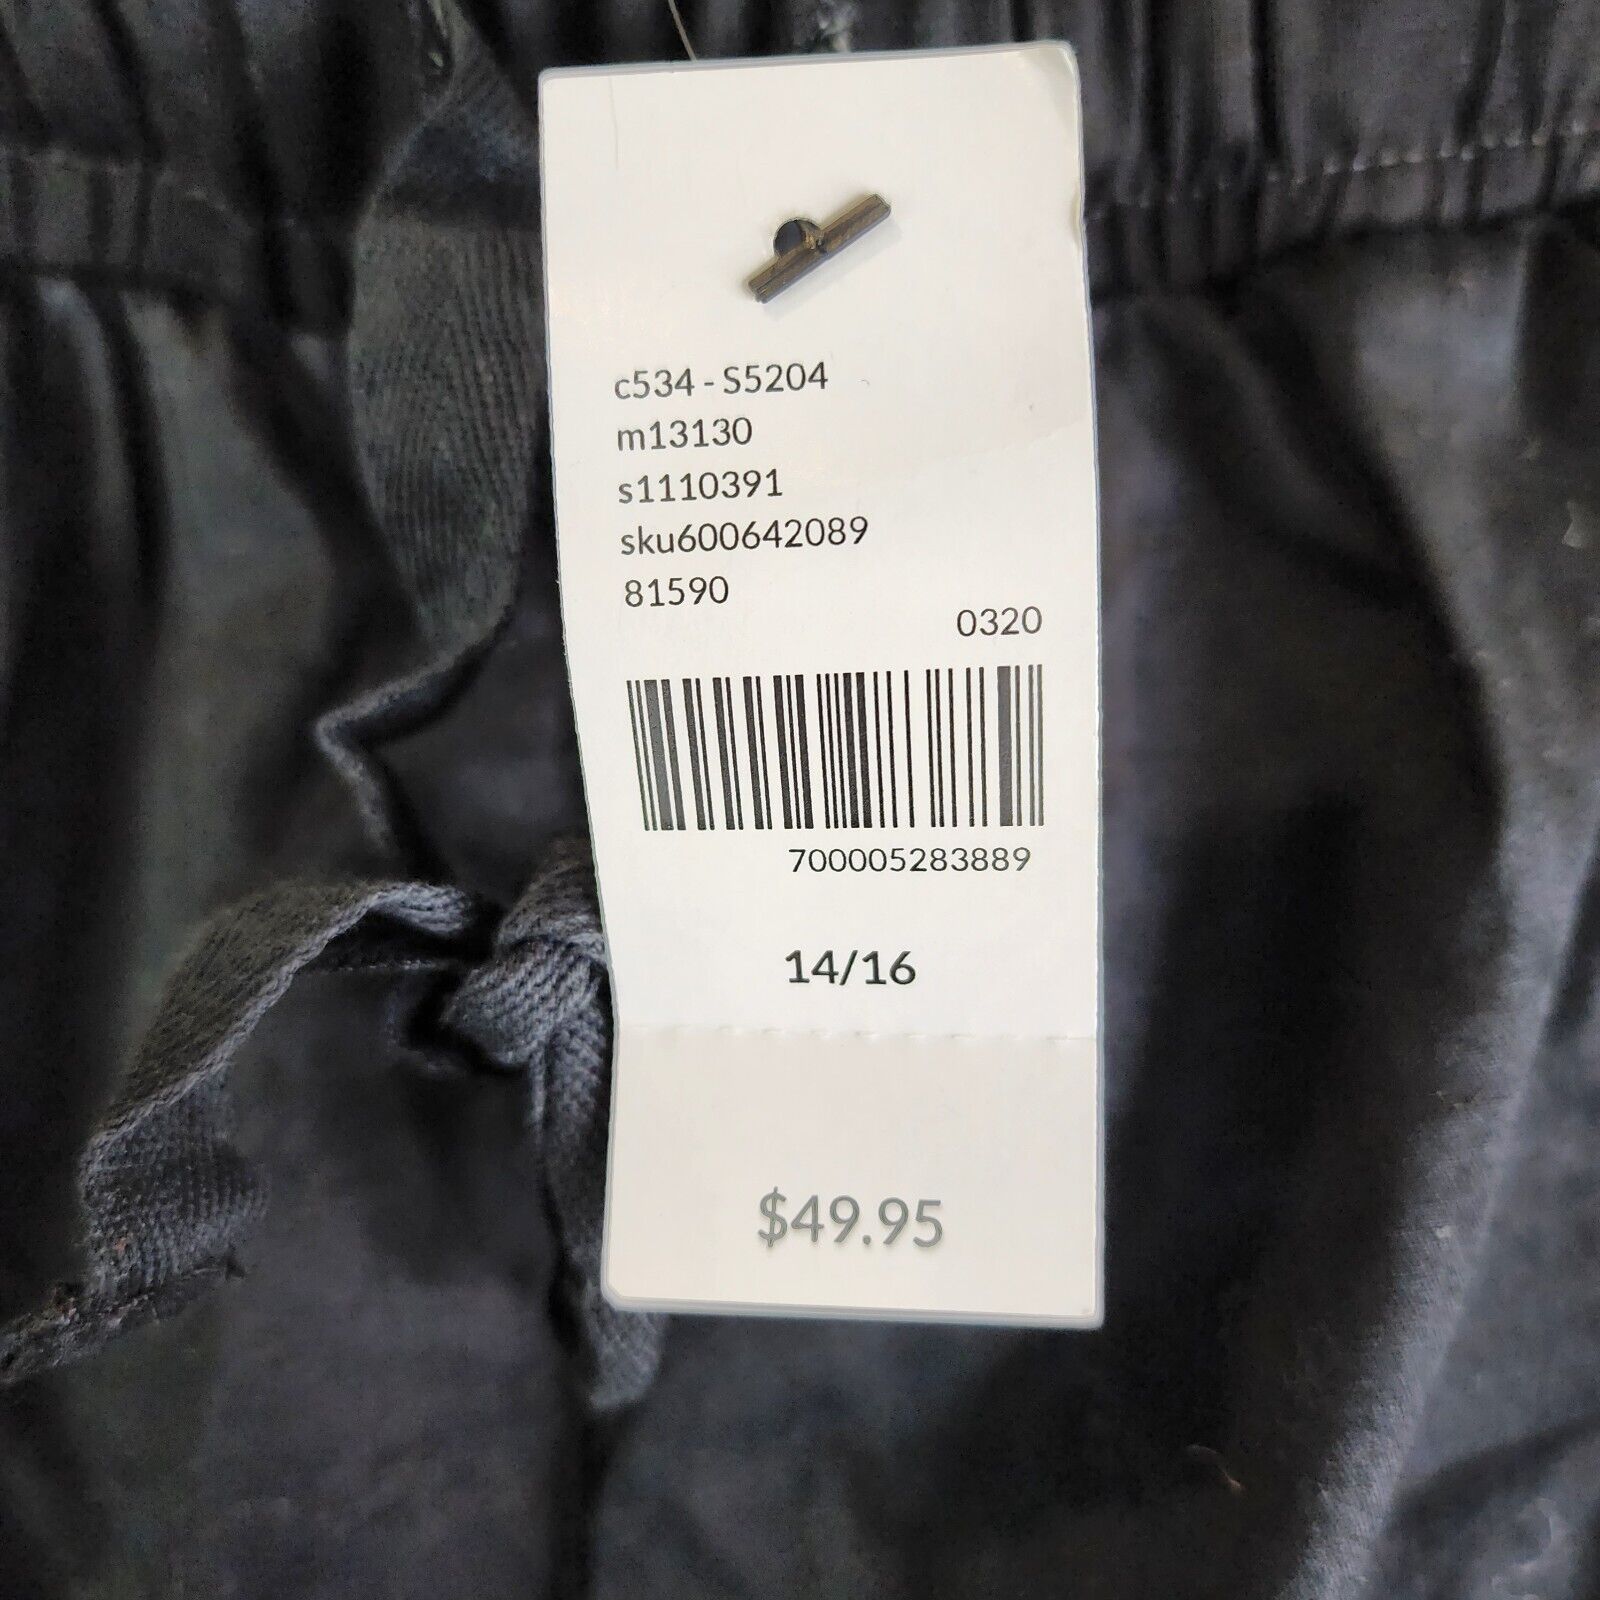 c534 - S5204
m13130
s1110391
sku600642089
81590
0320
700005283889
14/16
$49.95